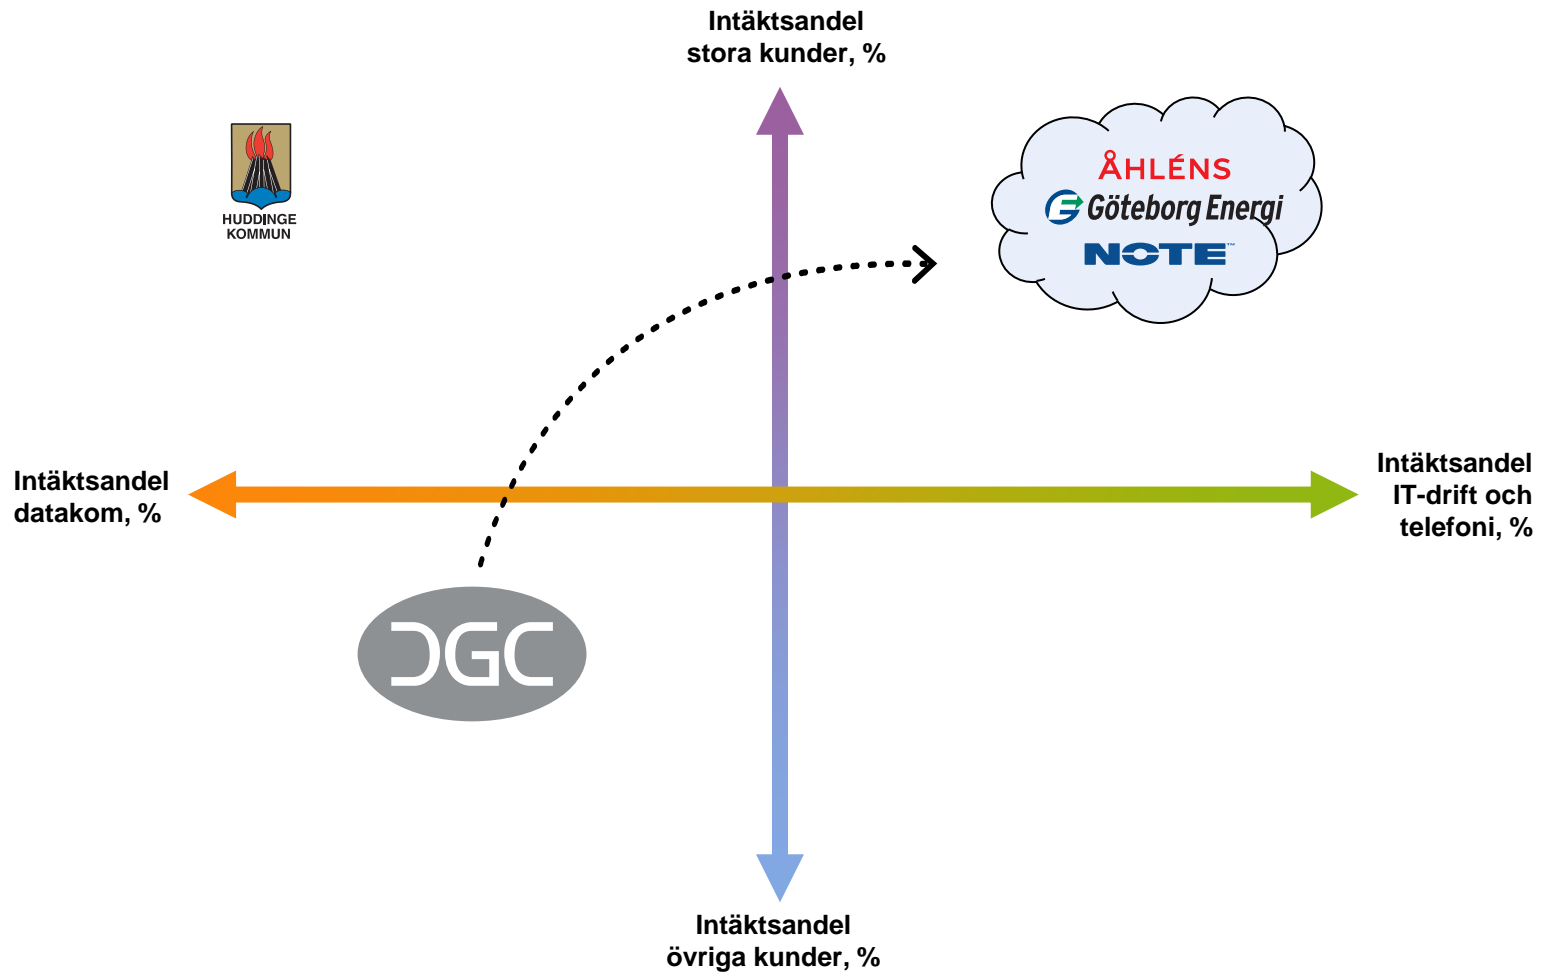 Intäktsandel
stora kunder, %
HUDDINGE
KOMMUN
ÅHLÉNS
Göteborg Energi
NOTE™
Intäktsandel
datakom, %
Intäktsandel
IT-drift och
telefoni, %
DGC
Intäktsandel
övriga kunder, %